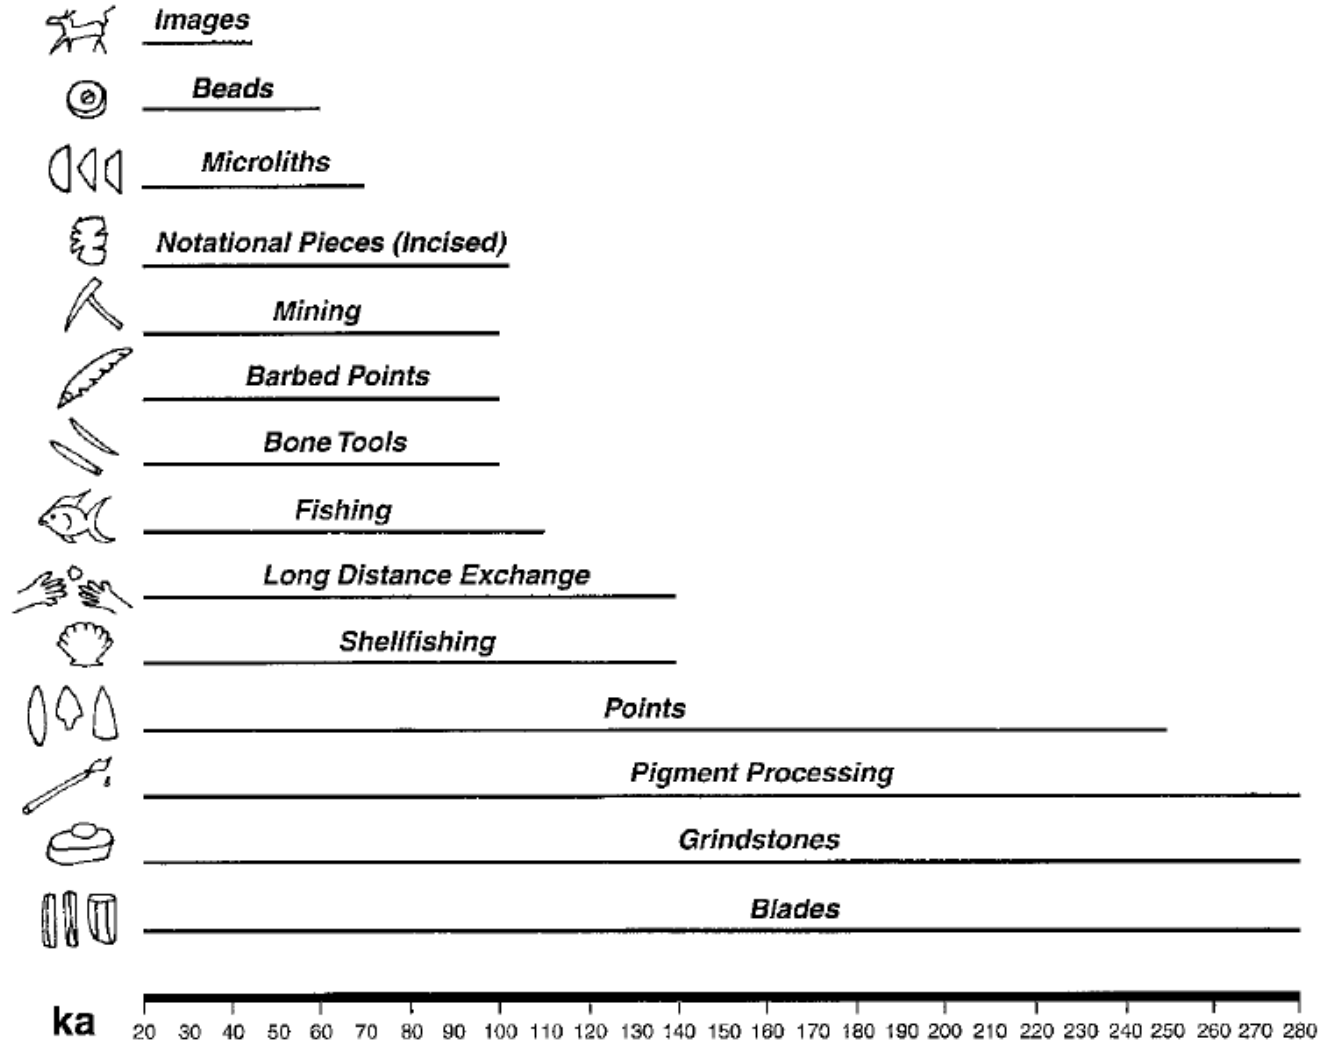 Images
Beads
Microliths
Notational Pieces (Incised)
Mining
Barbed Points
Bone Tools
Fishing
Long Distance Exchange
Shellfishing
Points
Pigment Processing
Grindstones
Blades
ka 20 30 40 50 60 70 80 90 100 110 120 130 140 150 160 170 180 190 200 210 220 230 240 250 260 270 280